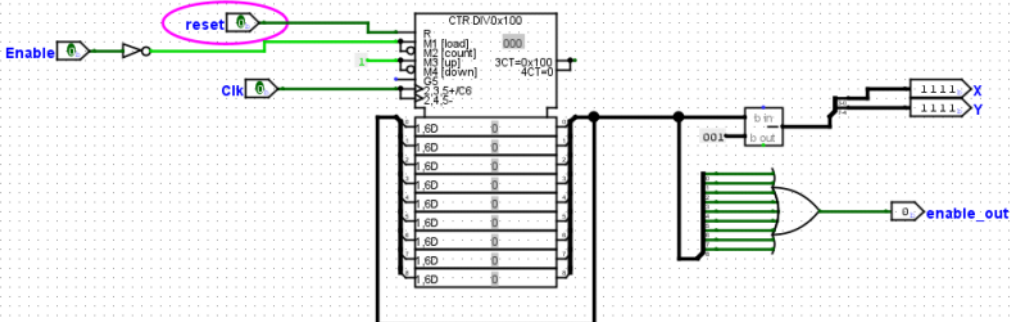 CTR DIV0x100
reset 0
R
Enable 0
M1 [load]
000
M2 [count]
1
M3 [up]
3CT=0x100
M4 [down]
4CT=0
G5
Clk 0
2,3,5+/C6
2,4,5-
1111 X
1111 Y
b in
001
b out
1,6D 0
1,6D 0
1,6D 0
1,6D 0
1,6D 0
1,6D 0
1,6D 0
1,6D 0
1,6D 0
0 enable_out